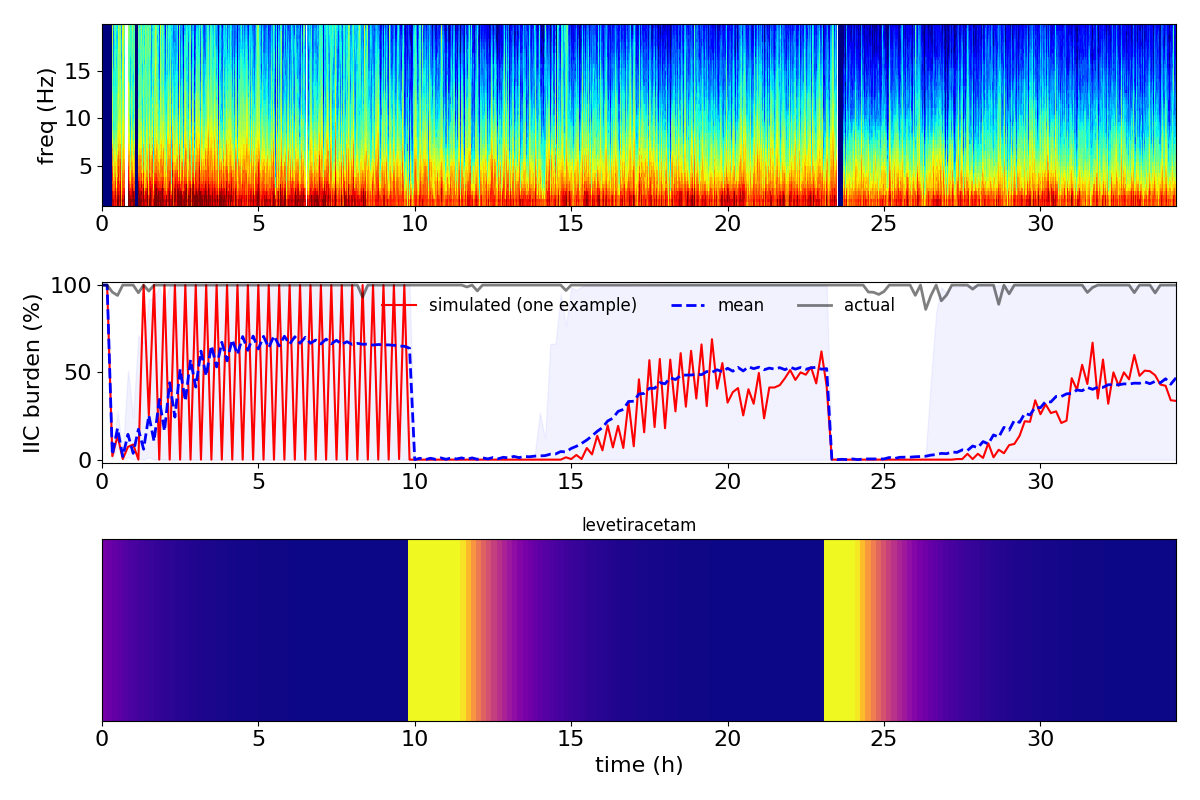 freq (Hz)
15
10
5
0 5 10 15 20 25 30
IIC burden (%)
100
50
0
simulated (one example) mean actual
0 5 10 15 20 25 30
levetiracetam
0 5 10 15 20 25 30
time (h)